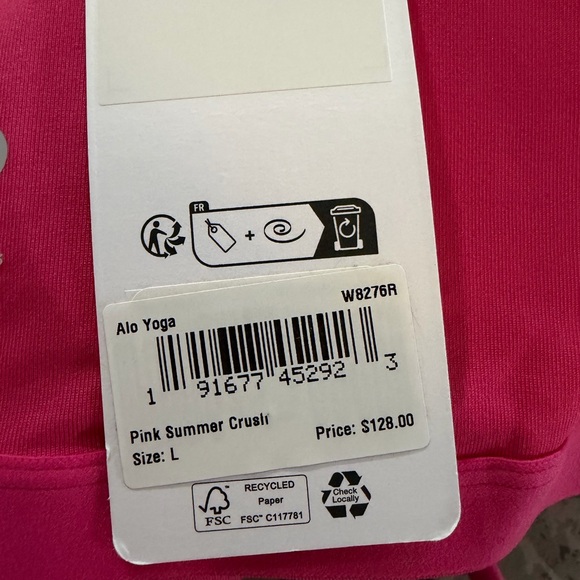 FR
+
W8276R
Alo Yoga
1 91677 45292 3
Pink Summer Crush
Price: $128.00
Size: L
RECYCLED
Paper
FSC
FSC™ C117781
Check
Locally